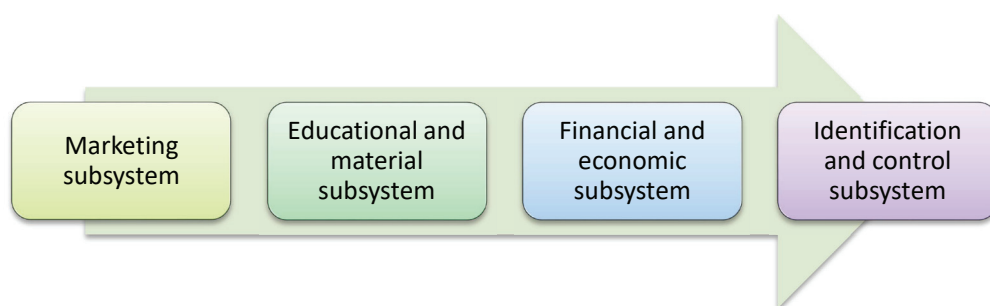 Marketing
subsystem
Educational and
material
subsystem
Financial and
economic
subsystem
Identification
and control
subsystem